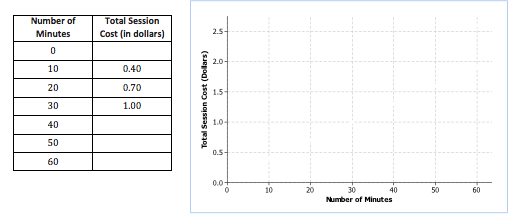 Number of Minutes
Total Session Cost (in dollars)
0
10 0.40
20 0.70
30 1.00
40
50
60
Total Session Cost (Dollars)
2.5
2.0
1.5
1.0
0.5
0.0
0 10 20 30 40 50 60
Number of Minutes